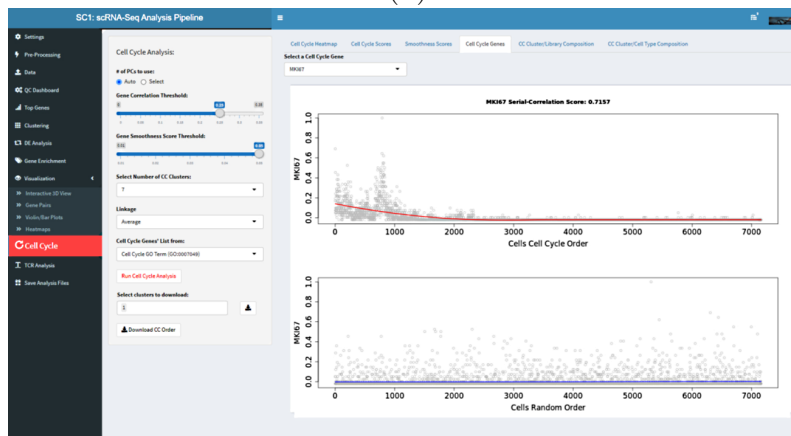 SC1: scRNA-Seq Analysis Pipeline
Settings
Pre-Processing
Data
QC Dashboard
Top Genes
Clustering
DE Analysis
Gene Enrichment
Visualization
Interactive 3D View
Gene Pairs
Violin/Bar Plots
Heatmaps
Cell Cycle
TCR Analysis
Save Analysis Files
Cell Cycle Analysis:
# of PCs to use:
Auto Select
Gene Correlation Threshold:
Gene Smoothness Score Threshold:
Select Number of CC Clusters:
7
Linkage
Average
Cell Cycle Genes' List from:
Cell Cycle GO Term (GO:0007049)
Run Cell Cycle Analysis
Select clusters to download:
1
Download CC Order
Cell Cycle Heatmap Cell Cycle Scores Smoothness Scores Cell Cycle Genes CC Cluster/Library Composition CC Cluster/Cell Type Composition
Select a Cell Cycle Gene
MKI67
MKI67 Serial-Correlation Score: 0.7157
MKI67
0.0 0.2 0.4 0.6 0.8 1.0
0 1000 2000 3000 4000 5000 6000 7000
Cells Cell Cycle Order
MKI67
0.0 0.2 0.4 0.6 0.8 1.0
0 1000 2000 3000 4000 5000 6000 7000
Cells Random Order